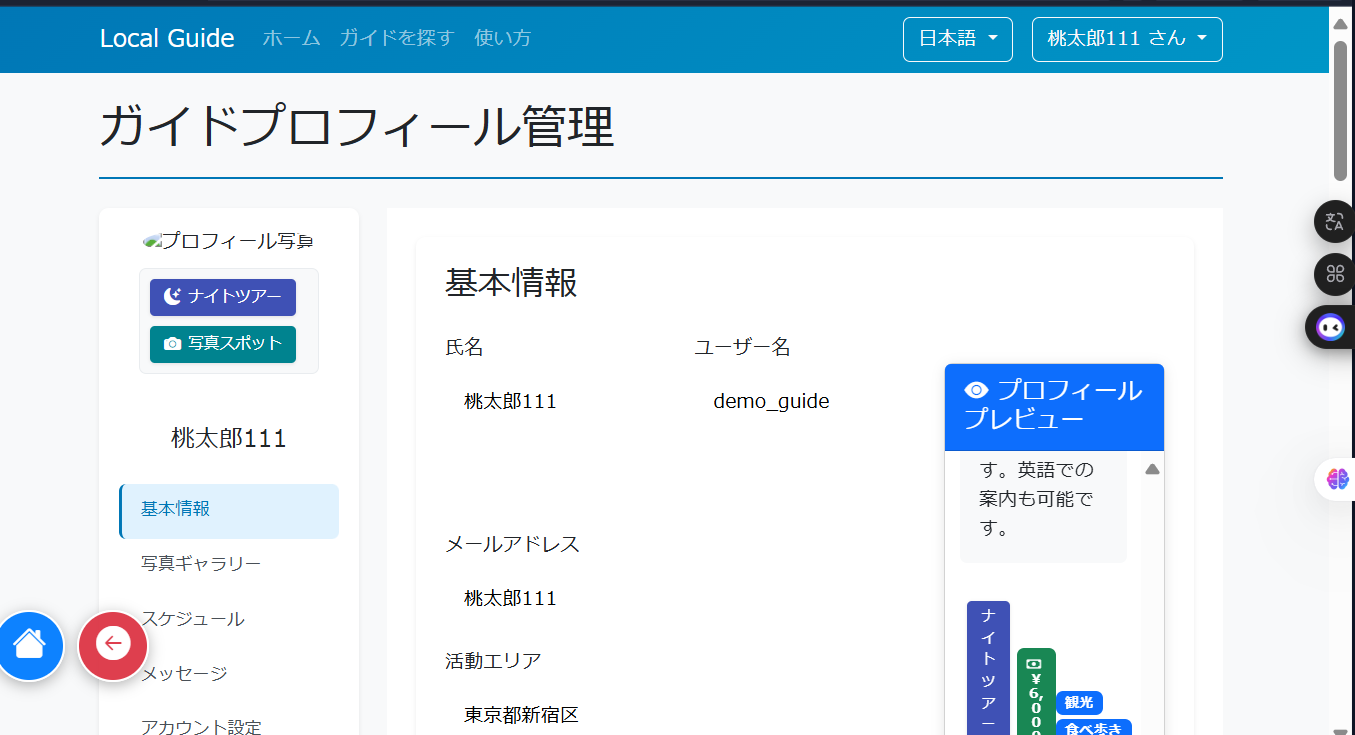 Local Guide ホーム ガイドを探す 使い方 日本語 桃太郎111 さん
ガイドプロフィール管理
プロフィール写真
ナイトツアー
写真スポット
桃太郎111
基本情報
写真ギャラリー
スケジュール
メッセージ
アカウント設定
基本情報
氏名
桃太郎111
ユーザー名
demo_guide
メールアドレス
桃太郎111
活動エリア
東京都新宿区
プロフィール
プレビュー
す。英語での
案内も可能で
す。
ナイトツアー
¥6,000
観光
食べ歩き
文A